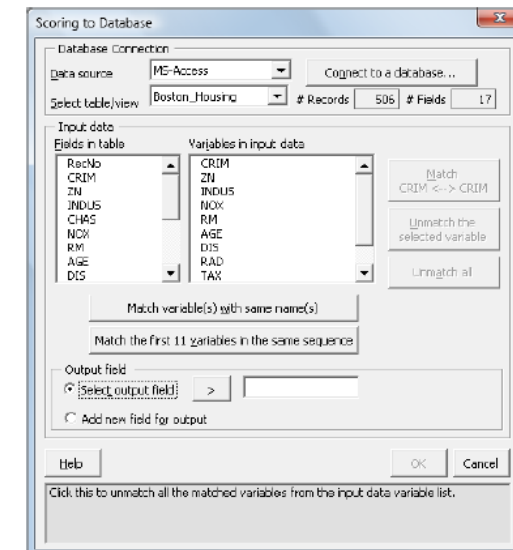 Scoring to Database
x
Database Connection
Data source MS-Access Connect to a database...
Select table/view Boston_Housing # Records 506 # Fields 17
Input data
Fields in table Variables in input data
RecNo CRIM
CRIM ZN
ZN INDUS
INDUS NOX
CHAS RM
NOX AGE
RM DIS
AGE RAD
DIS TAX
Match
CRIM <--> CRIM
Unmatch the
selected variable
Unmatch all
Match variable(s) with same name(s)
Match the first 11 variables in the same sequence
Output field
Select output field >
Add new field for output
Help OK Cancel
Click this to unmatch all the matched variables from the input data variable list.